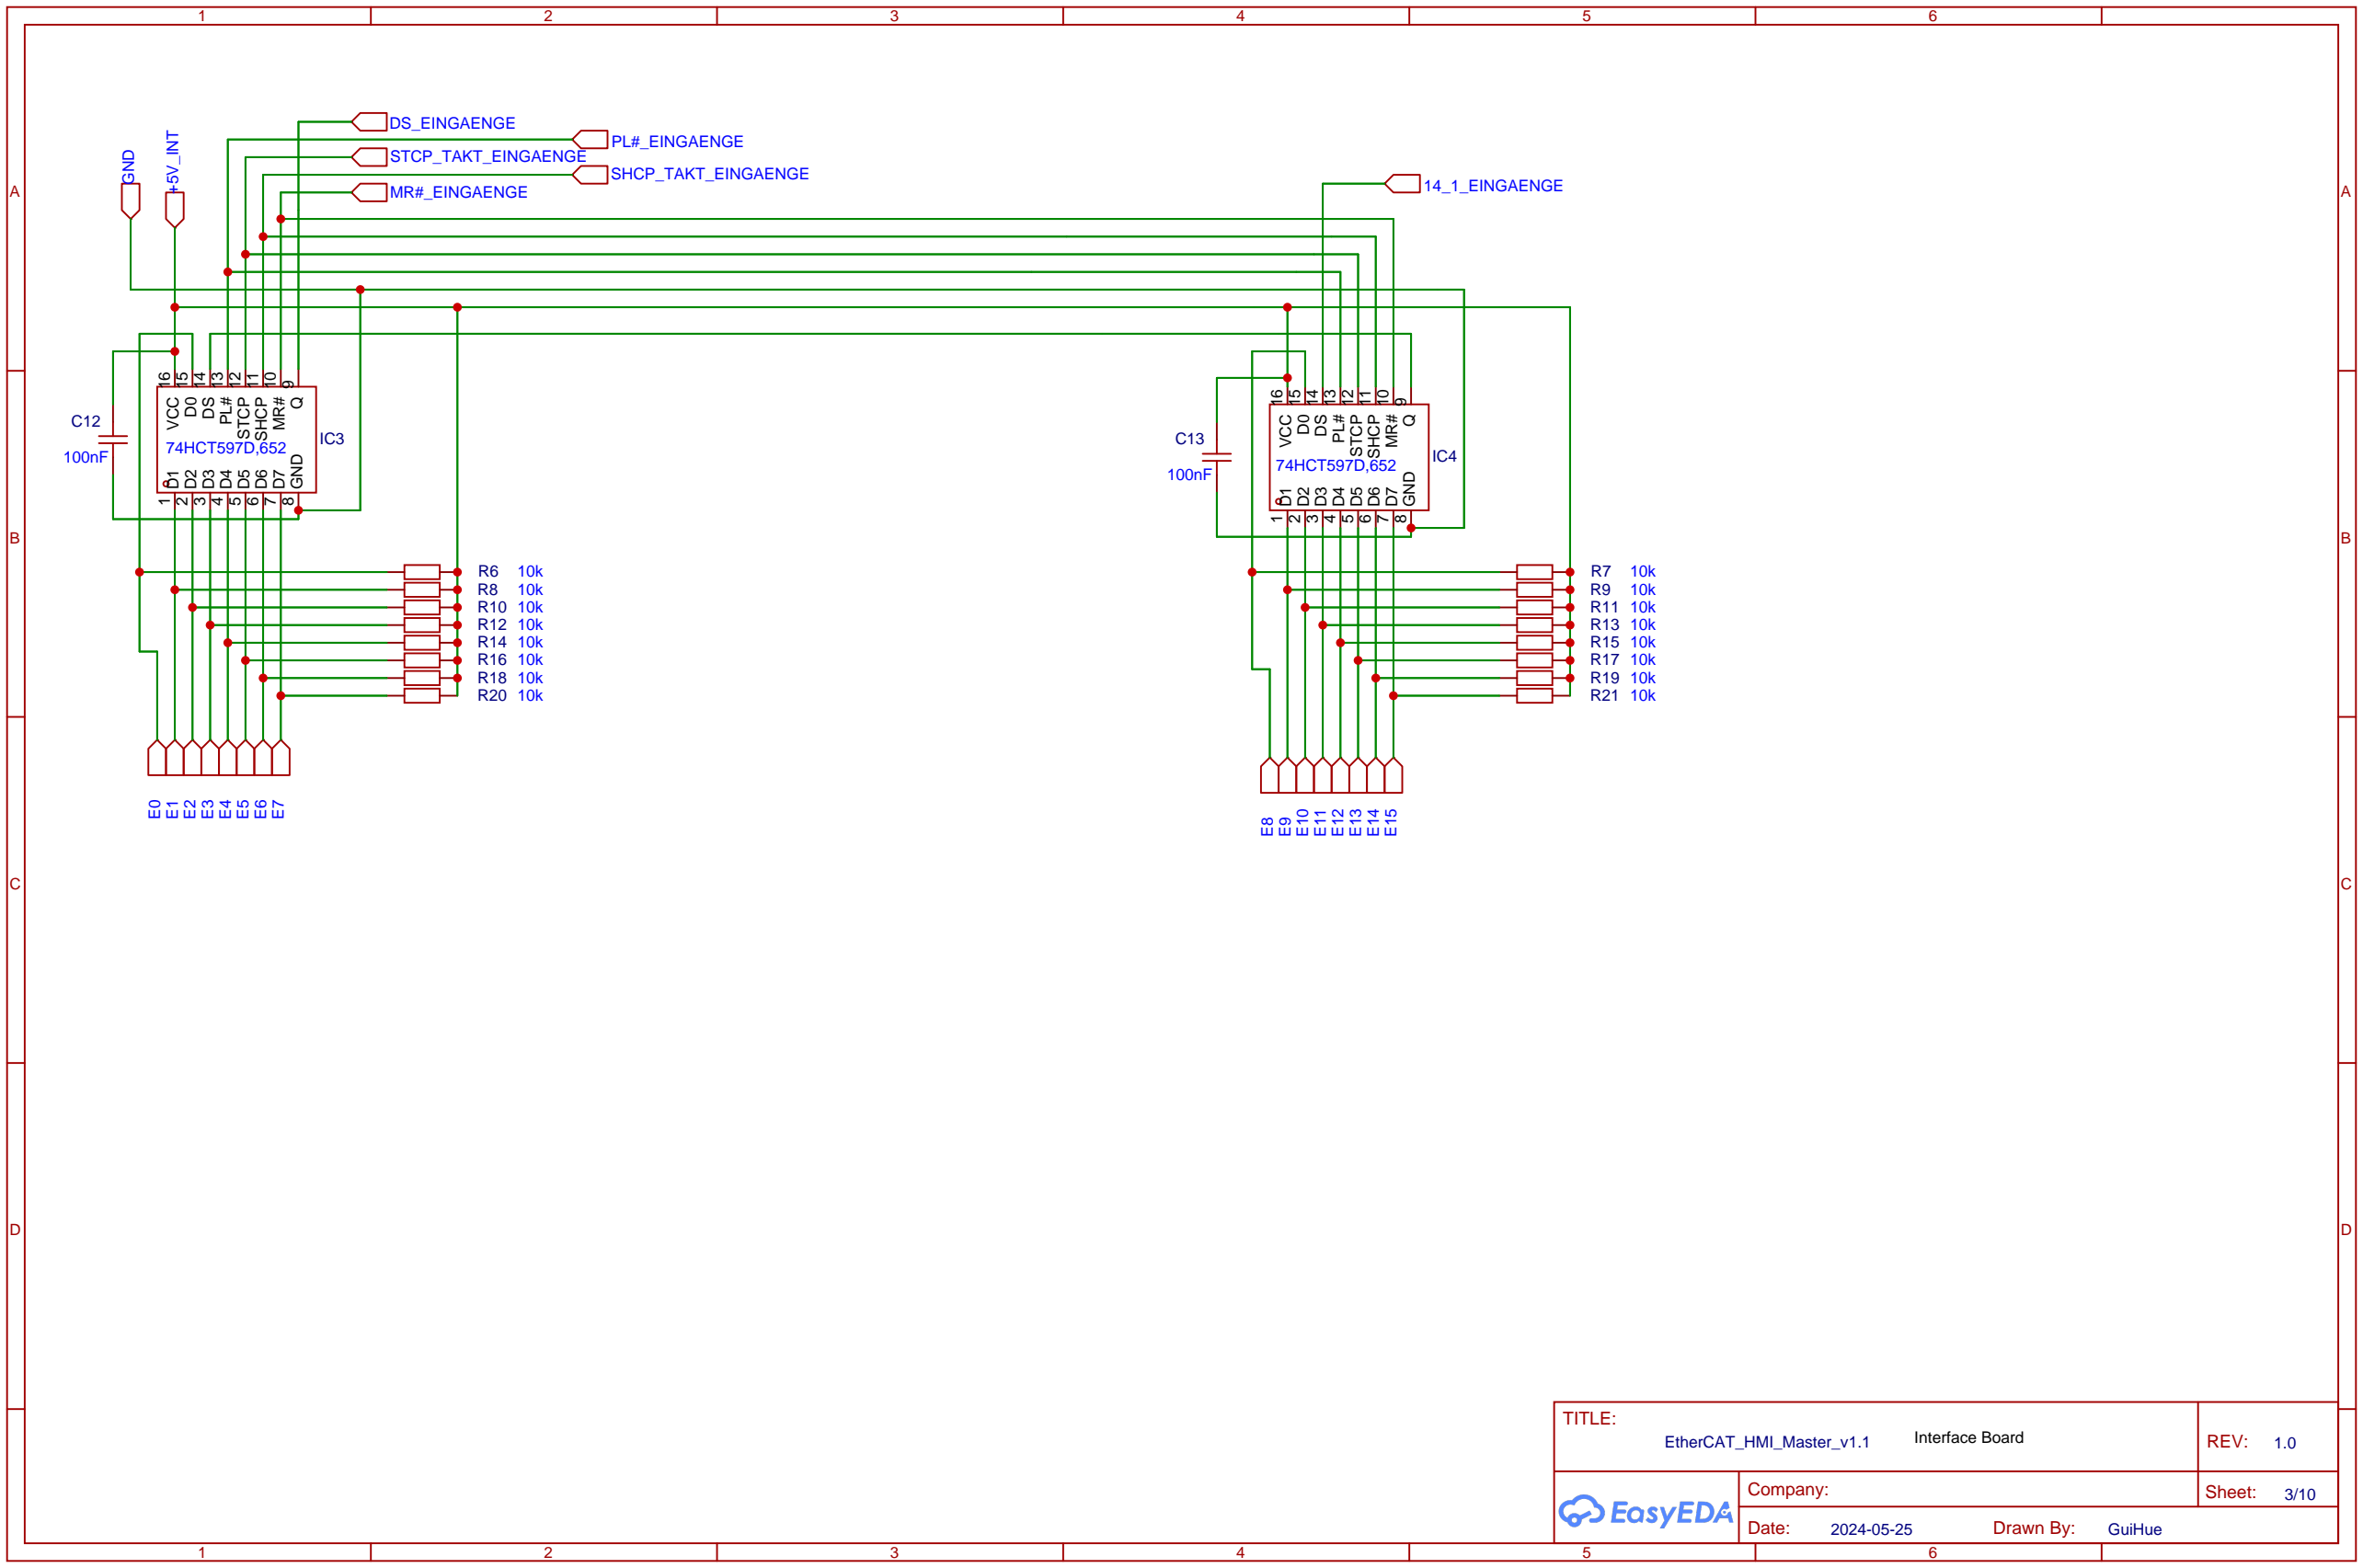 1 2 3 4 5 6
A A
B B
C C
D D
GND
+5V_INT
DS_EINGAENGE
PL#_EINGAENGE
STCP_TAKT_EINGAENGE
SHCP_TAKT_EINGAENGE
MR#_EINGAENGE
14_1_EINGAENGE
16 15 14 13 12 11 10 9
VCC D0 DS PL# STCP SHCP MR# Q
C12
100nF
74HCT597D,652
IC3
D1 D2 D3 D4 D5 D6 D7 GND
1 2 3 4 5 6 7 8
16 15 14 13 12 11 10 9
VCC D0 DS PL# STCP SHCP MR# Q
C13
100nF
74HCT597D,652
IC4
D1 D2 D3 D4 D5 D6 D7 GND
1 2 3 4 5 6 7 8
R6 10k
R8 10k
R10 10k
R12 10k
R14 10k
R16 10k
R18 10k
R20 10k
R7 10k
R9 10k
R11 10k
R13 10k
R15 10k
R17 10k
R19 10k
R21 10k
E0 E1 E2 E3 E4 E5 E6 E7
E8 E9 E10 E11 E12 E13 E14 E15
TITLE:
EtherCAT_HMI_Master_v1.1 Interface Board
REV: 1.0
EasyEDA
Company:
Sheet: 3/10
Date: 2024-05-25 Drawn By: GuiHue
1 2 3 4 5 6